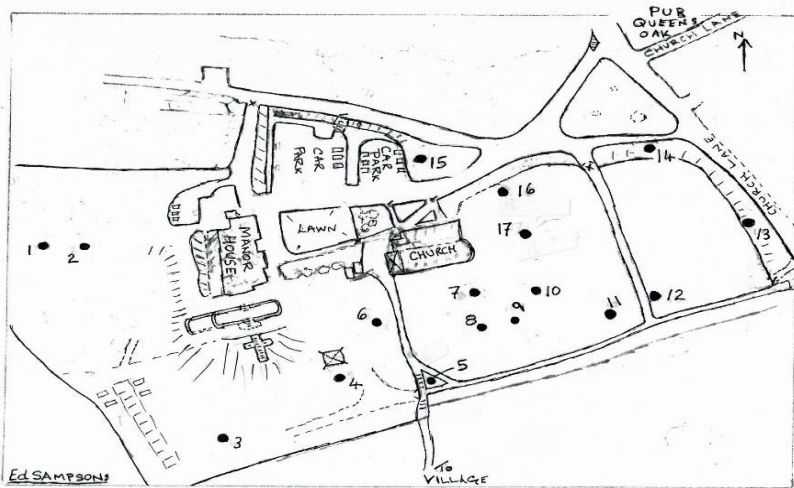 PUB
QUEENS
OAK
CHURCH LANE
N
CHURCH LANE
CAR
PARK
CAR
PARK
15
14
16
17
13
LAWN
MANOR
HOUSE
CHURCH
1
2
7
10
9
8
11
12
6
5
4
3
Ed SAMPSON:
TO
VILLAGE